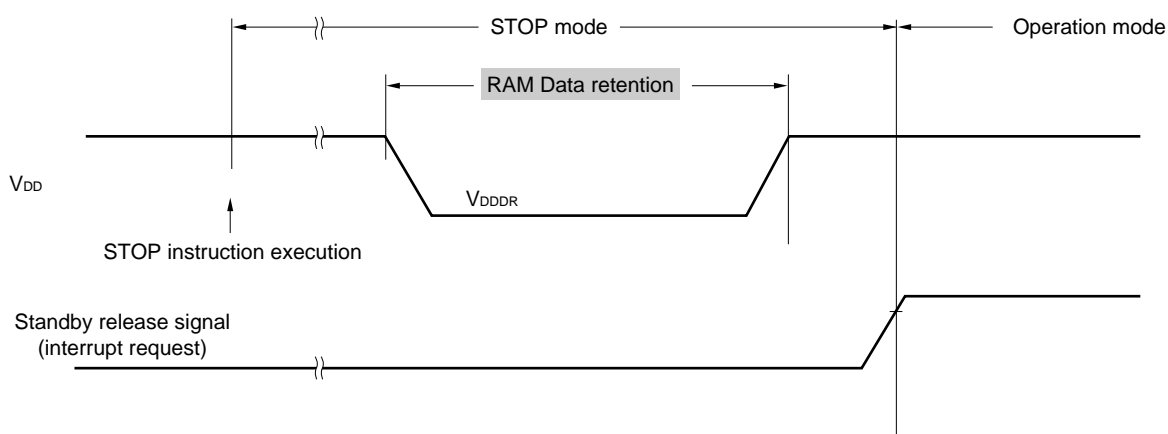 STOP mode
Operation mode
RAM Data retention
VDD
VDDDR
STOP instruction execution
Standby release signal
(interrupt request)